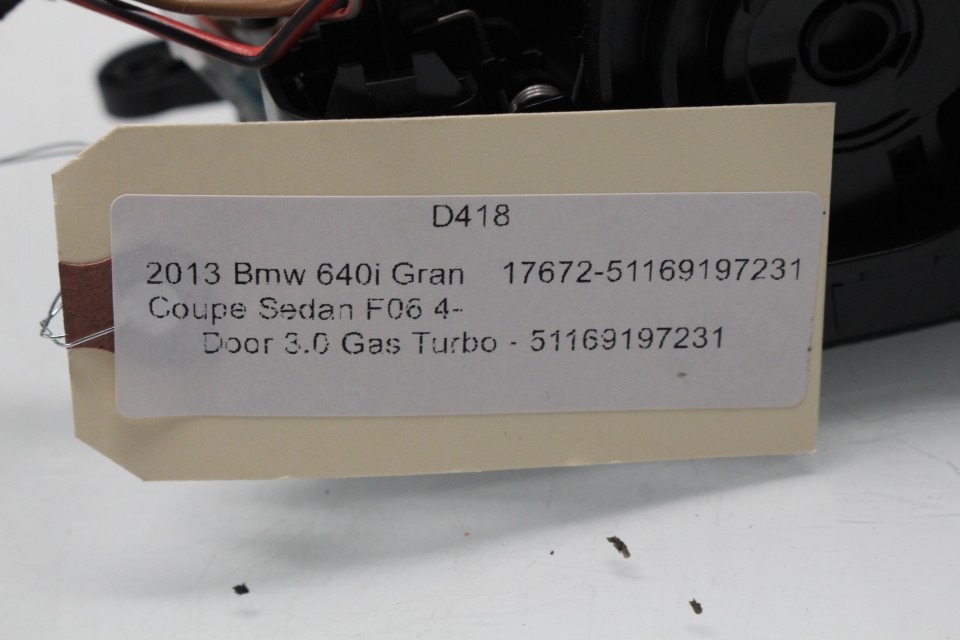 D418
2013 Bmw 640i Gran 17672-51169197231
Coupe Sedan F06 4-
Door 3.0 Gas Turbo - 51169197231